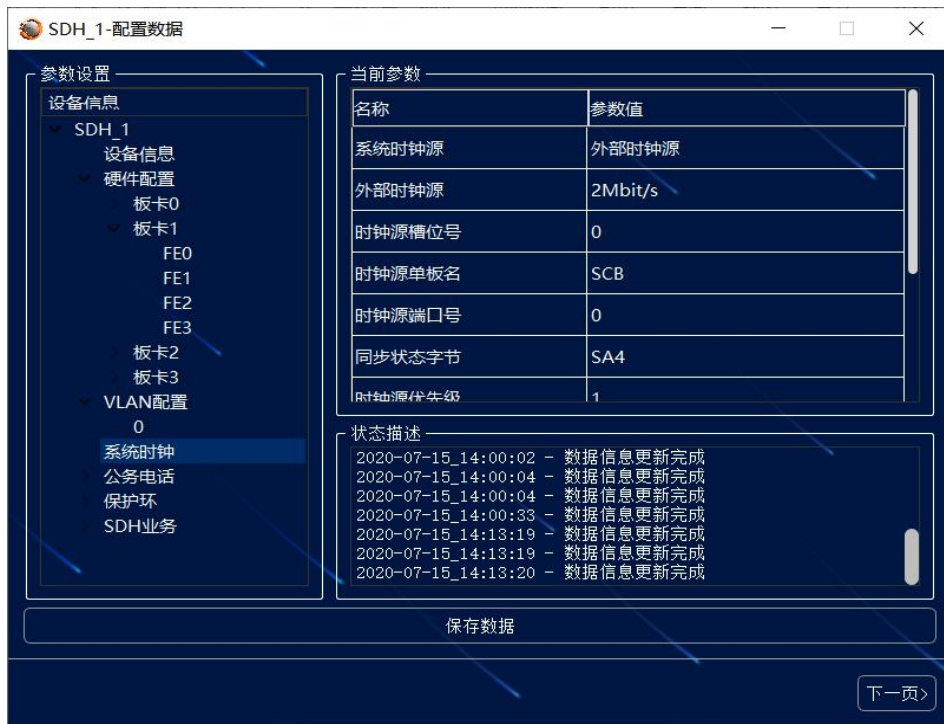 SDH_1-配置数据
参数设置
设备信息
SDH_1
设备信息
硬件配置
板卡0
板卡1
FE0
FE1
FE2
FE3
板卡2
板卡3
VLAN配置
0
系统时钟
公务电话
保护环
SDH业务
当前参数
名称 参数值
系统时钟源 外部时钟源
外部时钟源 2Mbit/s
时钟源槽位号 0
时钟源单板名 SCB
时钟源端口号 0
同步状态字节 SA4
时钟源优先级 1
状态描述
2020-07-15_14:00:02 - 数据信息更新完成
2020-07-15_14:00:04 - 数据信息更新完成
2020-07-15_14:00:04 - 数据信息更新完成
2020-07-15_14:00:33 - 数据信息更新完成
2020-07-15_14:13:19 - 数据信息更新完成
2020-07-15_14:13:19 - 数据信息更新完成
2020-07-15_14:13:20 - 数据信息更新完成
保存数据
下一页>